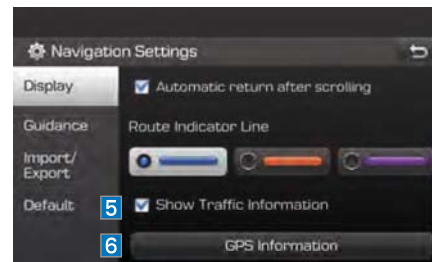 Navigation Settings
Display
Automatic return after scrolling
Guidance
Route Indicator Line
Import/
Export
Default
5
Show Traffic Information
6
GPS Information